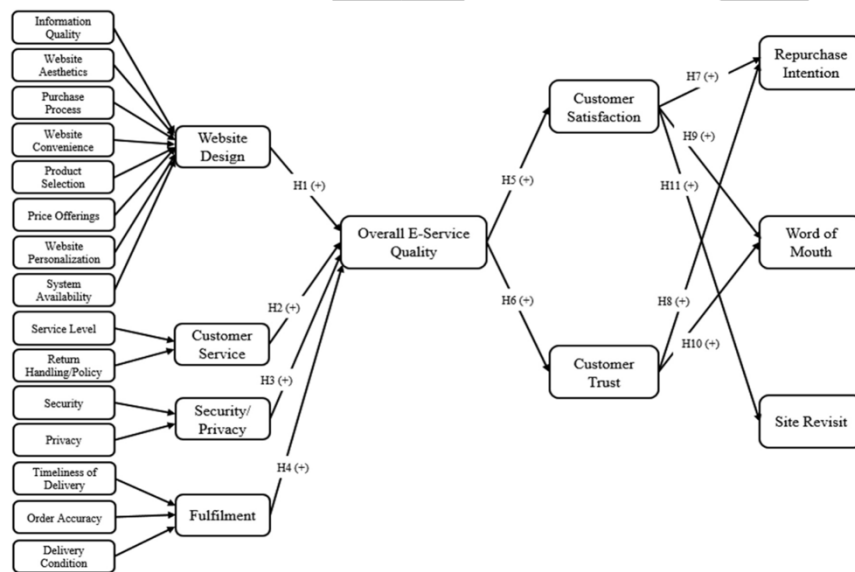 Information
Quality
Website
Aesthetics
Purchase
Process
Website
Convenience
Product
Selection
Price Offerings
Website
Personalization
System
Availability
Service Level
Return
Handling/Policy
Security
Privacy
Timeliness of
Delivery
Order Accuracy
Delivery
Condition
Website
Design
Customer
Service
Security/
Privacy
Fulfilment
H1 (+)
H2 (+)
H3 (+)
H4 (+)
Overall E-Service
Quality
H5 (+)
H6 (+)
Customer
Satisfaction
Customer
Trust
H7 (+)
H9 (+)
H11 (+)
H8 (+)
H10 (+)
Repurchase
Intention
Word of
Mouth
Site Revisit